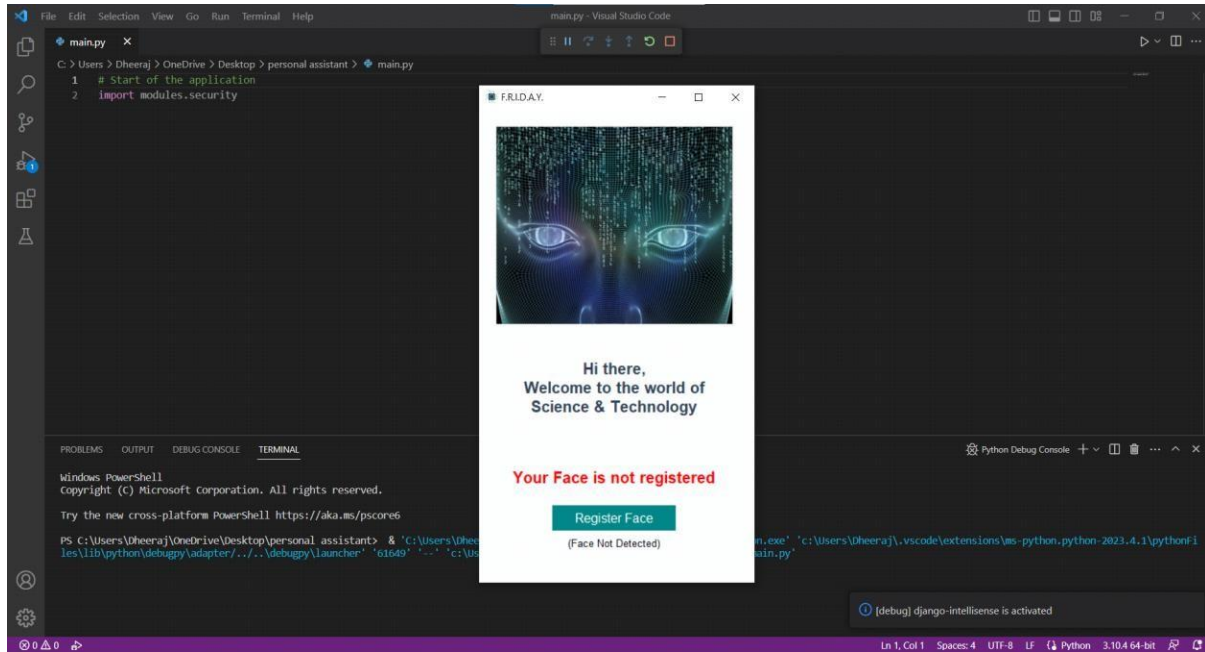 File Edit Selection View Go Run Terminal Help
main.py - Visual Studio Code
main.py
C: > Users > Dheeraj > OneDrive > Desktop > personal assistant > main.py
1 # Start of the application
2 import modules.security
F.R.I.D.A.Y.
Hi there,
Welcome to the world of
Science & Technology
Your Face is not registered
Register Face
(Face Not Detected)
PROBLEMS OUTPUT DEBUG CONSOLE TERMINAL
Python Debug Console
Windows PowerShell
Copyright (C) Microsoft Corporation. All rights reserved.
Try the new cross-platform PowerShell https://aka.ms/pscore6
PS C:\Users\Dheeraj\OneDrive\Desktop\personal assistant> & 'C:\Users\Dhee n.exe' 'c:\Users\Dheeraj\.vscode\extensions\ms-python.python-2023.4.1\pythonFi
les\lib\python\debugpy\adapter/../..\debugpy\launcher' '61649' '--' 'c:\Us ain.py'
[debug] django-intellisense is activated
1
0 0
Ln 1, Col 1 Spaces: 4 UTF-8 LF Python 3.10.4 64-bit